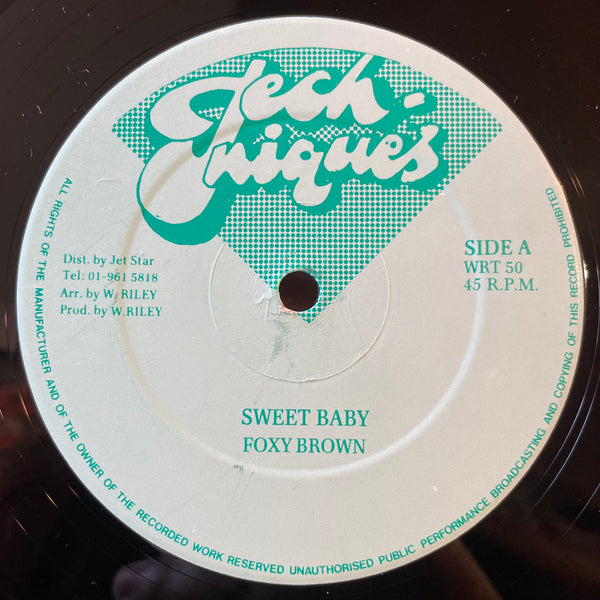 Tech-
niques
Dist. by Jet Star
Tel: 01-961 5818
Arr. by W. RILEY
Prod. by W. RILEY
SIDE A
WRT 50
45 R.P.M.
SWEET BABY
FOXY BROWN
ALL RIGHTS OF THE MANUFACTURER AND OF THE OWNER OF THE RECORDED WORK RESERVED UNAUTHORISED PUBLIC PERFORMANCE BROADCASTING AND COPYING OF THIS RECORD PROHIBITED